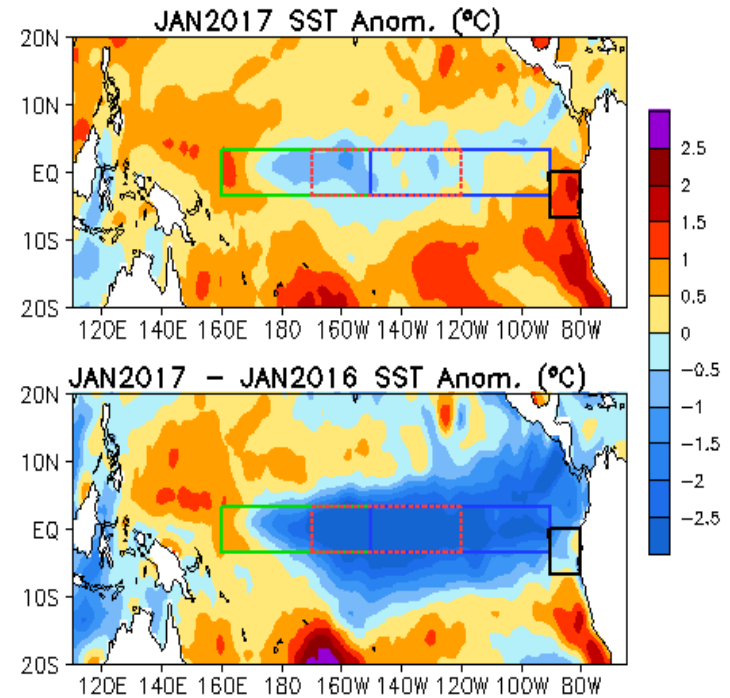 JAN2017 SST Anom. (ºC)
20N
10N
EQ
10S
20S
120E 140E 160E 180 160W 140W 120W 100W 80W
2.5
2
1.5
1
0.5
0
−0.5
−1
−1.5
−2
−2.5
JAN2017 − JAN2016 SST Anom. (ºC)
20N
10N
EQ
10S
20S
120E 140E 160E 180 160W 140W 120W 100W 80W